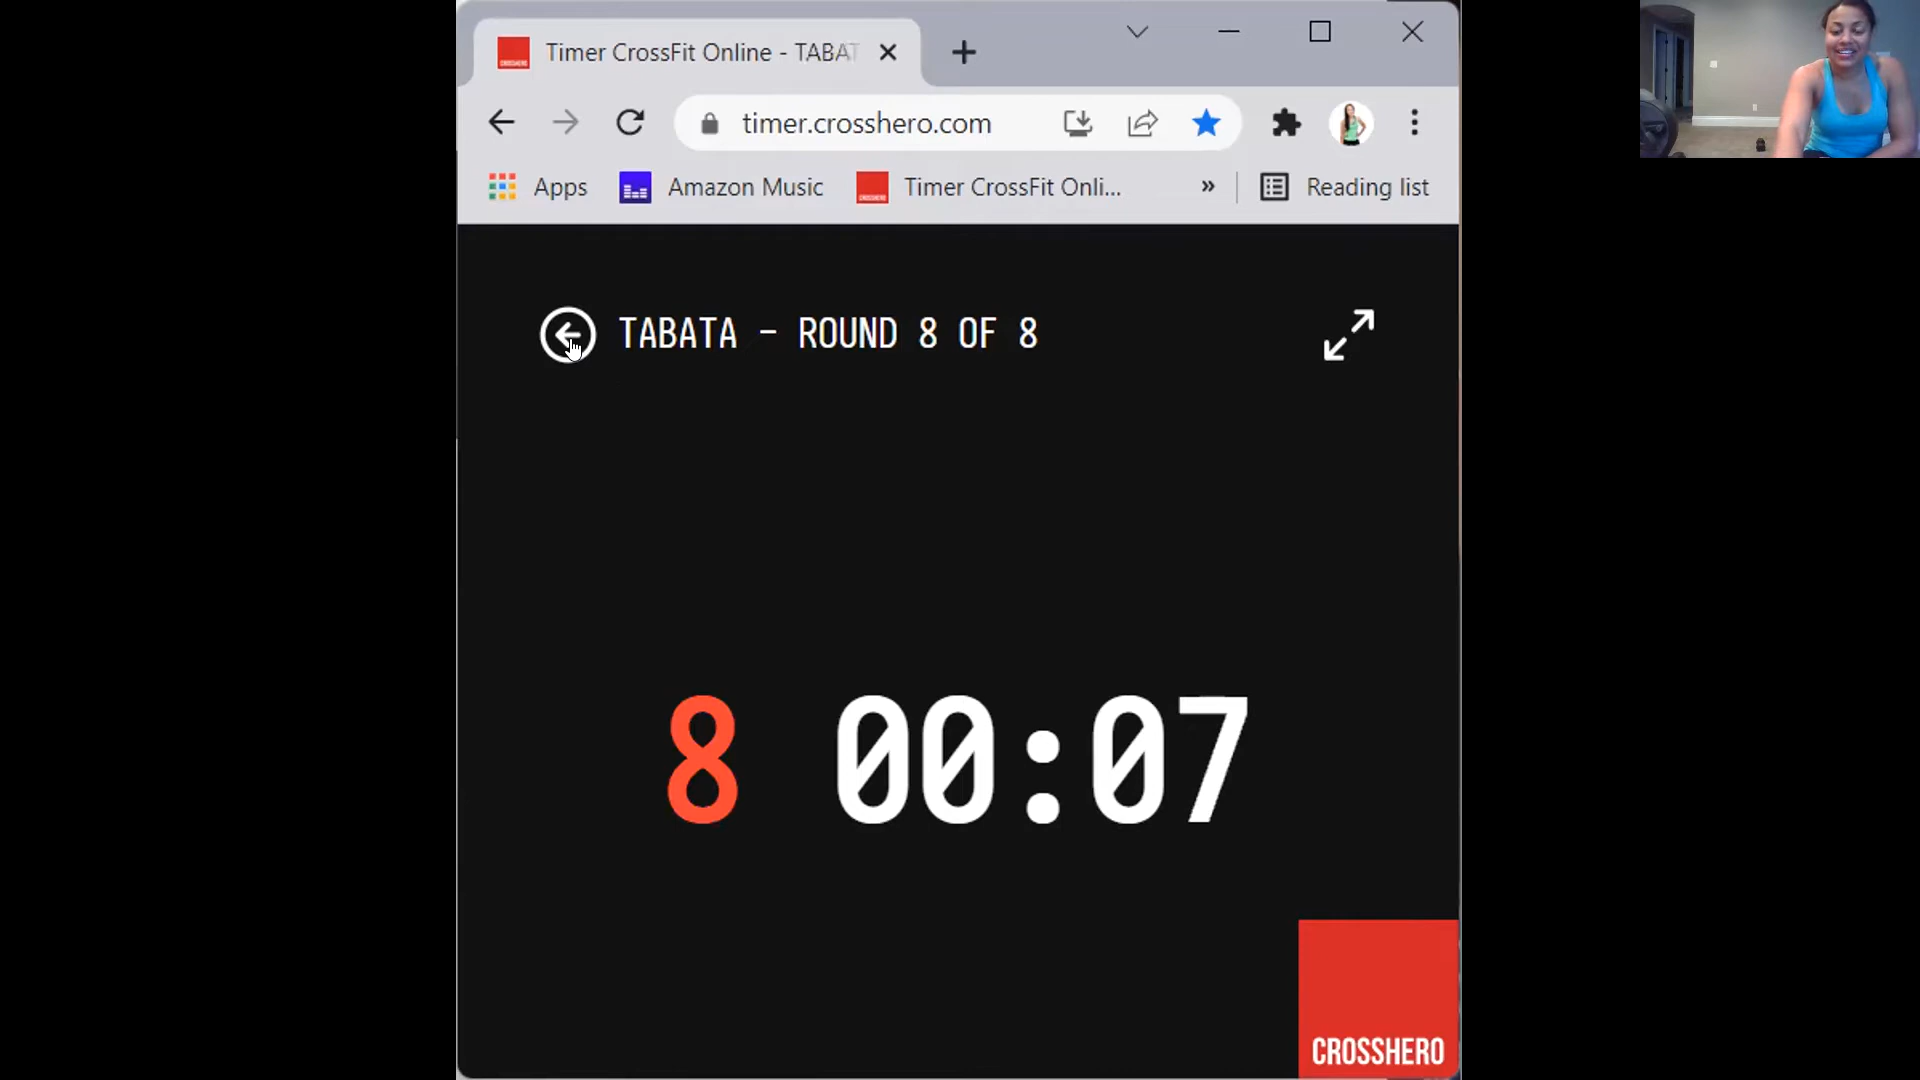 Timer CrossFit Online - TABAT
timer.crosshero.com
Apps
Amazon Music
Timer CrossFit Onli...
»
Reading list
TABATA - ROUND 8 OF 8
8 00:07
CROSSHERO